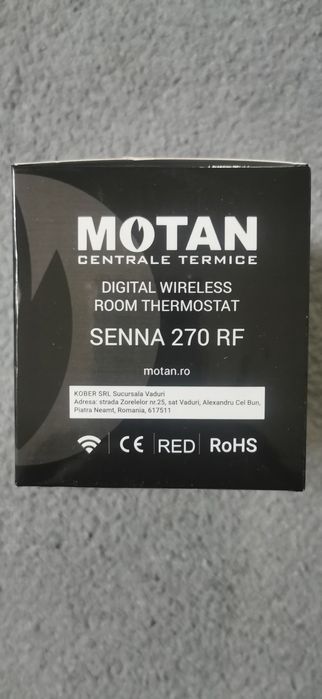 MOTAN
CENTRALE TERMICE
DIGITAL WIRELESS
ROOM THERMOSTAT
SENNA 270 RF
motan.ro
KOBER SRL Sucursala Vaduri
Adresa: strada Zorelelor.nr.25, sat Vaduri, Alexandru Cel Bun,
Piatra Neamt, Romania, 617511
CE RED RoHS